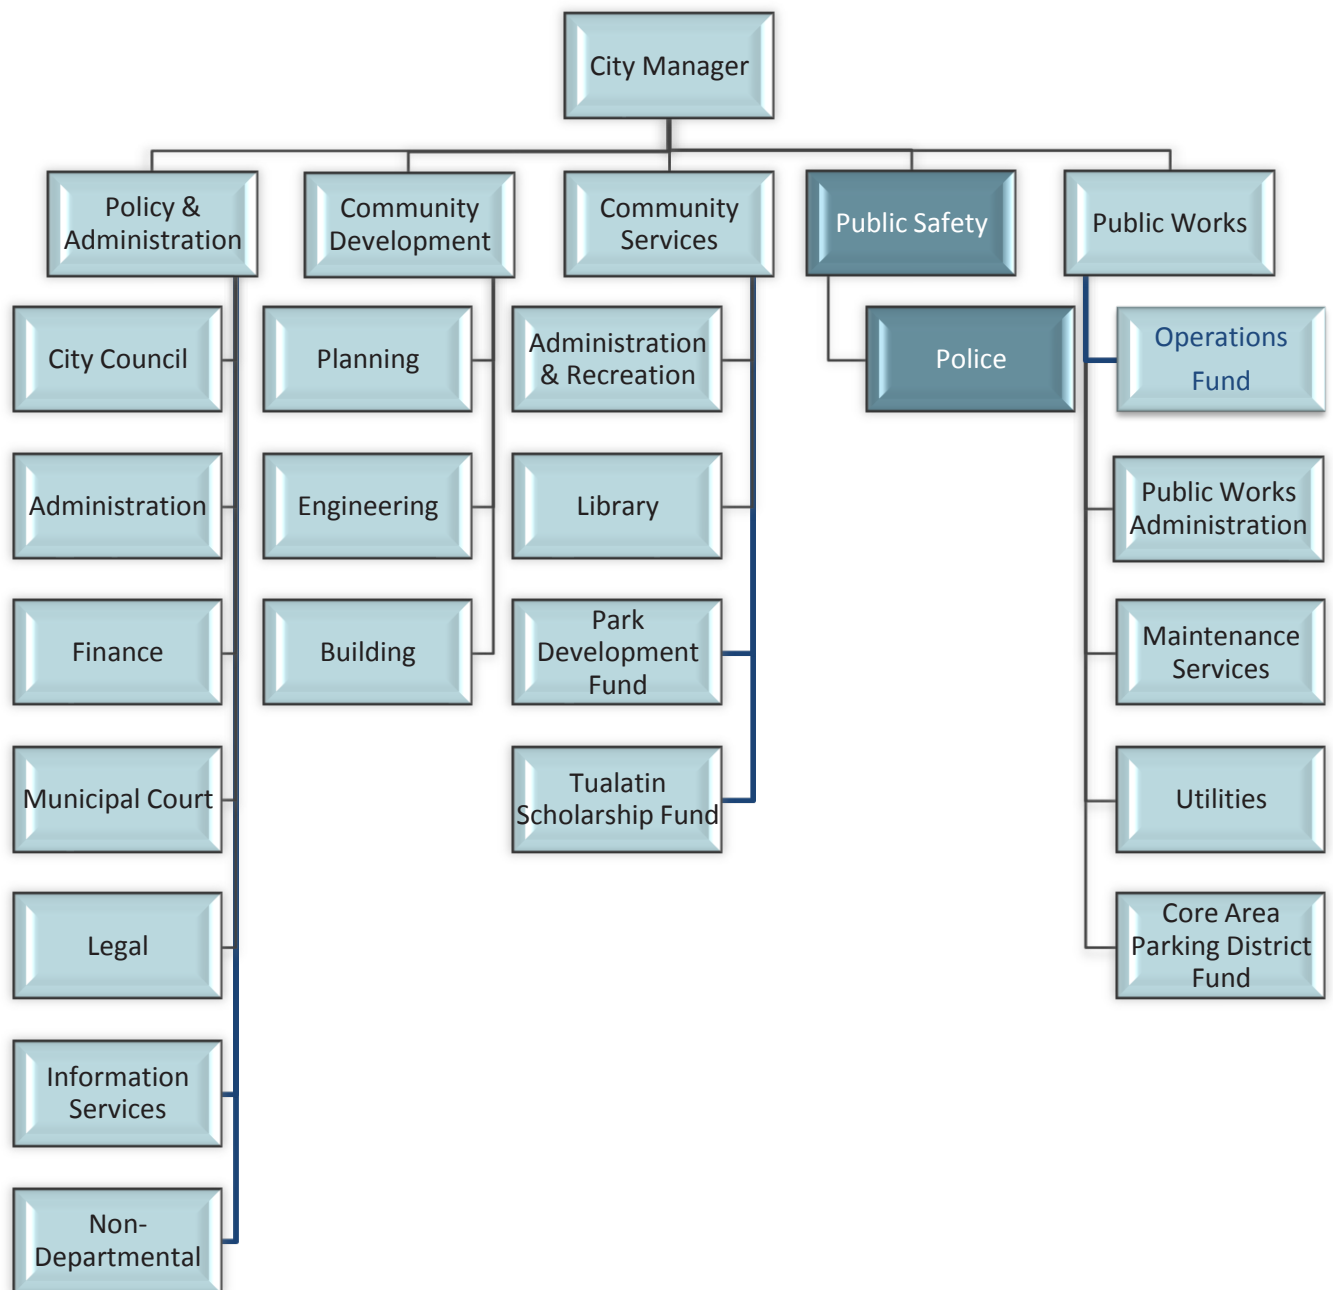 City Manager
Policy &
Administration
Community
Development
Community
Services
Public Safety
Public Works
City Council
Administration
Finance
Municipal Court
Legal
Information
Services
Non-
Departmental
Planning
Engineering
Building
Administration
& Recreation
Library
Park
Development
Fund
Tualatin
Scholarship Fund
Police
Operations
Fund
Public Works
Administration
Maintenance
Services
Utilities
Core Area
Parking District
Fund